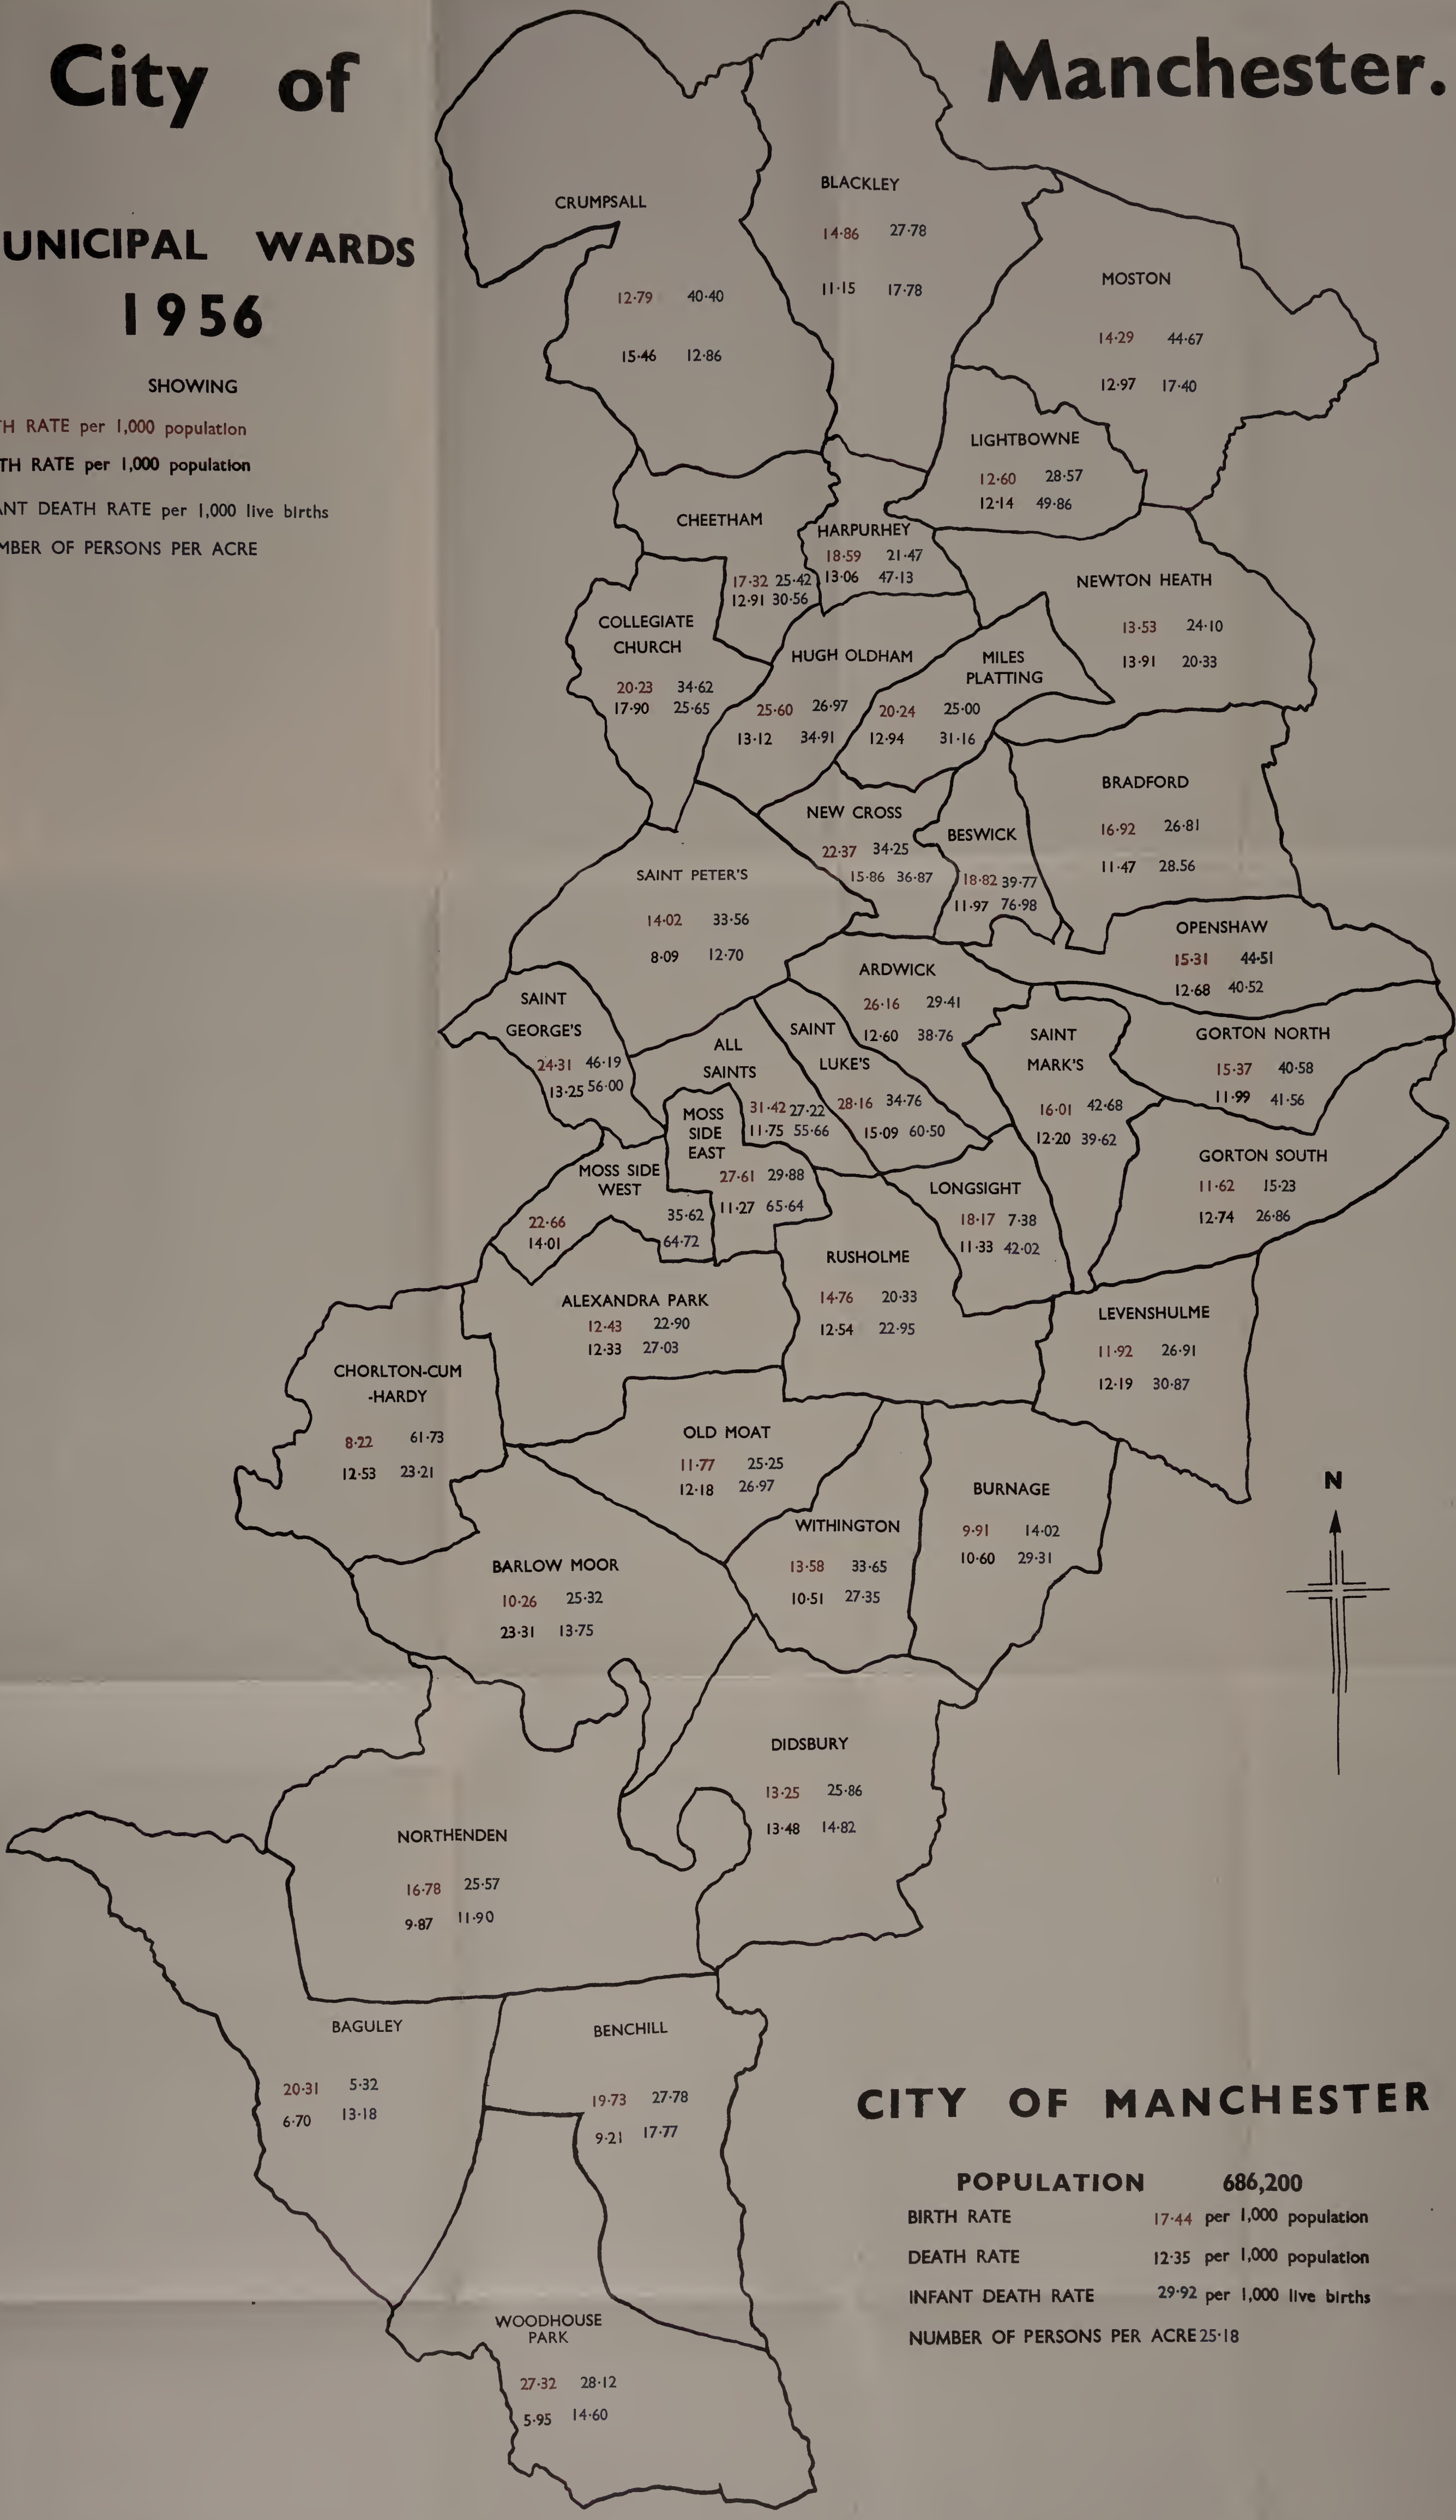 City of Manchester.
UNICIPAL WARDS
1956
SHOWING
TH RATE per 1,000 population
TH RATE per 1,000 population
ANT DEATH RATE per 1,000 live births
MBER OF PERSONS PER ACRE
CRUMPSALL
12·79 40·40
15·46 12·86
BLACKLEY
14·86 27·78
11·15 17·78
MOSTON
14·29 44·67
12·97 17·40
LIGHTBOWNE
12·60 28·57
12·14 49·86
CHEETHAM
17·32 25·42
12·91 30·56
HARPURHEY
18·59 21·47
13·06 47·13
NEWTON HEATH
13·53 24·10
13·91 20·33
COLLEGIATE
CHURCH
20·23 34·62
17·90 25·65
HUGH OLDHAM
25·60 26·97
13·12 34·91
MILES
PLATTING
20·24 25·00
12·94 31·16
BRADFORD
16·92 26·81
11·47 28.56
NEW CROSS
22·37 34·25
15·86 36·87
BESWICK
18·82 39·77
11·97 76·98
SAINT PETER'S
14·02 33·56
8·09 12·70
OPENSHAW
15·31 44·51
12·68 40·52
ARDWICK
26·16 29·41
12·60 38·76
SAINT
GEORGE'S
24·31 46·19
13·25 56·00
ALL
SAINTS
31·42 27·22
11·75 55·66
SAINT
LUKE'S
28·16 34·76
15·09 60·50
SAINT
MARK'S
16·01 42·68
12·20 39·62
GORTON NORTH
15·37 40·58
11·99 41·56
MOSS
SIDE
EAST
27·61 29·88
11·27 65·64
MOSS SIDE
WEST
22·66 35·62
14·01 64·72
GORTON SOUTH
11·62 15·23
12·74 26·86
LONGSIGHT
18·17 7·38
11·33 42·02
RUSHOLME
14·76 20·33
12·54 22·95
ALEXANDRA PARK
12·43 22·90
12·33 27·03
LEVENSHULME
11·92 26·91
12·19 30·87
CHORLTON-CUM
-HARDY
8·22 61·73
12·53 23·21
OLD MOAT
11·77 25·25
12·18 26·97
BURNAGE
9·91 14·02
10·60 29·31
WITHINGTON
13·58 33·65
10·51 27·35
BARLOW MOOR
10·26 25·32
23·31 13·75
N
DIDSBURY
13·25 25·86
13·48 14·82
NORTHENDEN
16·78 25·57
9·87 11·90
BAGULEY
20·31 5·32
6·70 13·18
BENCHILL
19·73 27·78
9·21 17·77
WOODHOUSE
PARK
27·32 28·12
5·95 14·60
CITY OF MANCHESTER
POPULATION 686,200
BIRTH RATE 17·44 per 1,000 population
DEATH RATE 12·35 per 1,000 population
INFANT DEATH RATE 29·92 per 1,000 live births
NUMBER OF PERSONS PER ACRE 25·18